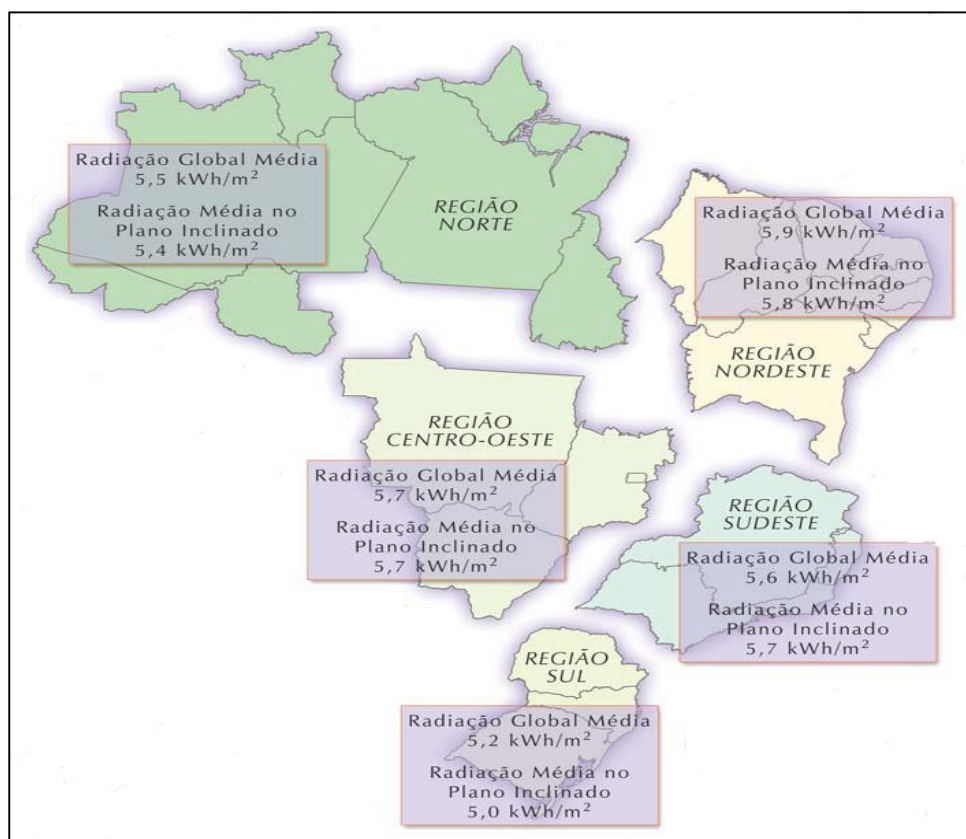 Radiação Global Média
5,5 kWh/m²
Radiação Média no
Plano Inclinado
5,4 kWh/m²
REGIÃO
NORTE
Radiação Global Média
5,9 kWh/m²
Radiação Média no
Plano Inclinado
5,8 kWh/m²
REGIÃO
NORDESTE
REGIÃO
CENTRO-OESTE
Radiação Global Média
5,7 kWh/m²
Radiação Média no
Plano Inclinado
5,7 kWh/m²
REGIÃO
SUDESTE
Radiação Global Média
5,6 kWh/m²
Radiação Média no
Plano Inclinado
5,7 kWh/m²
REGIÃO
SUL
Radiação Global Média
5,2 kWh/m²
Radiação Média no
Plano Inclinado
5,0 kWh/m²